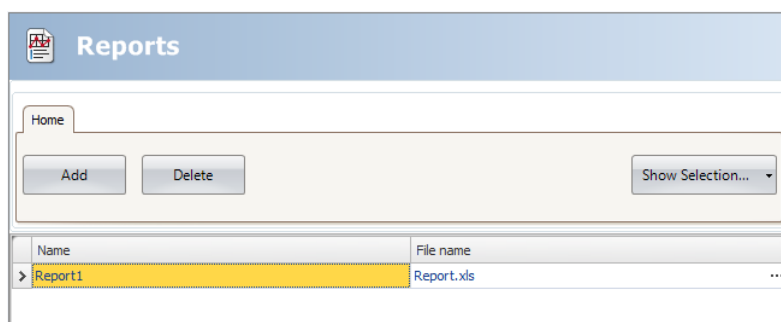 Reports
Home
Add Delete Show Selection...
Name File name
Report1 Report.xls ...